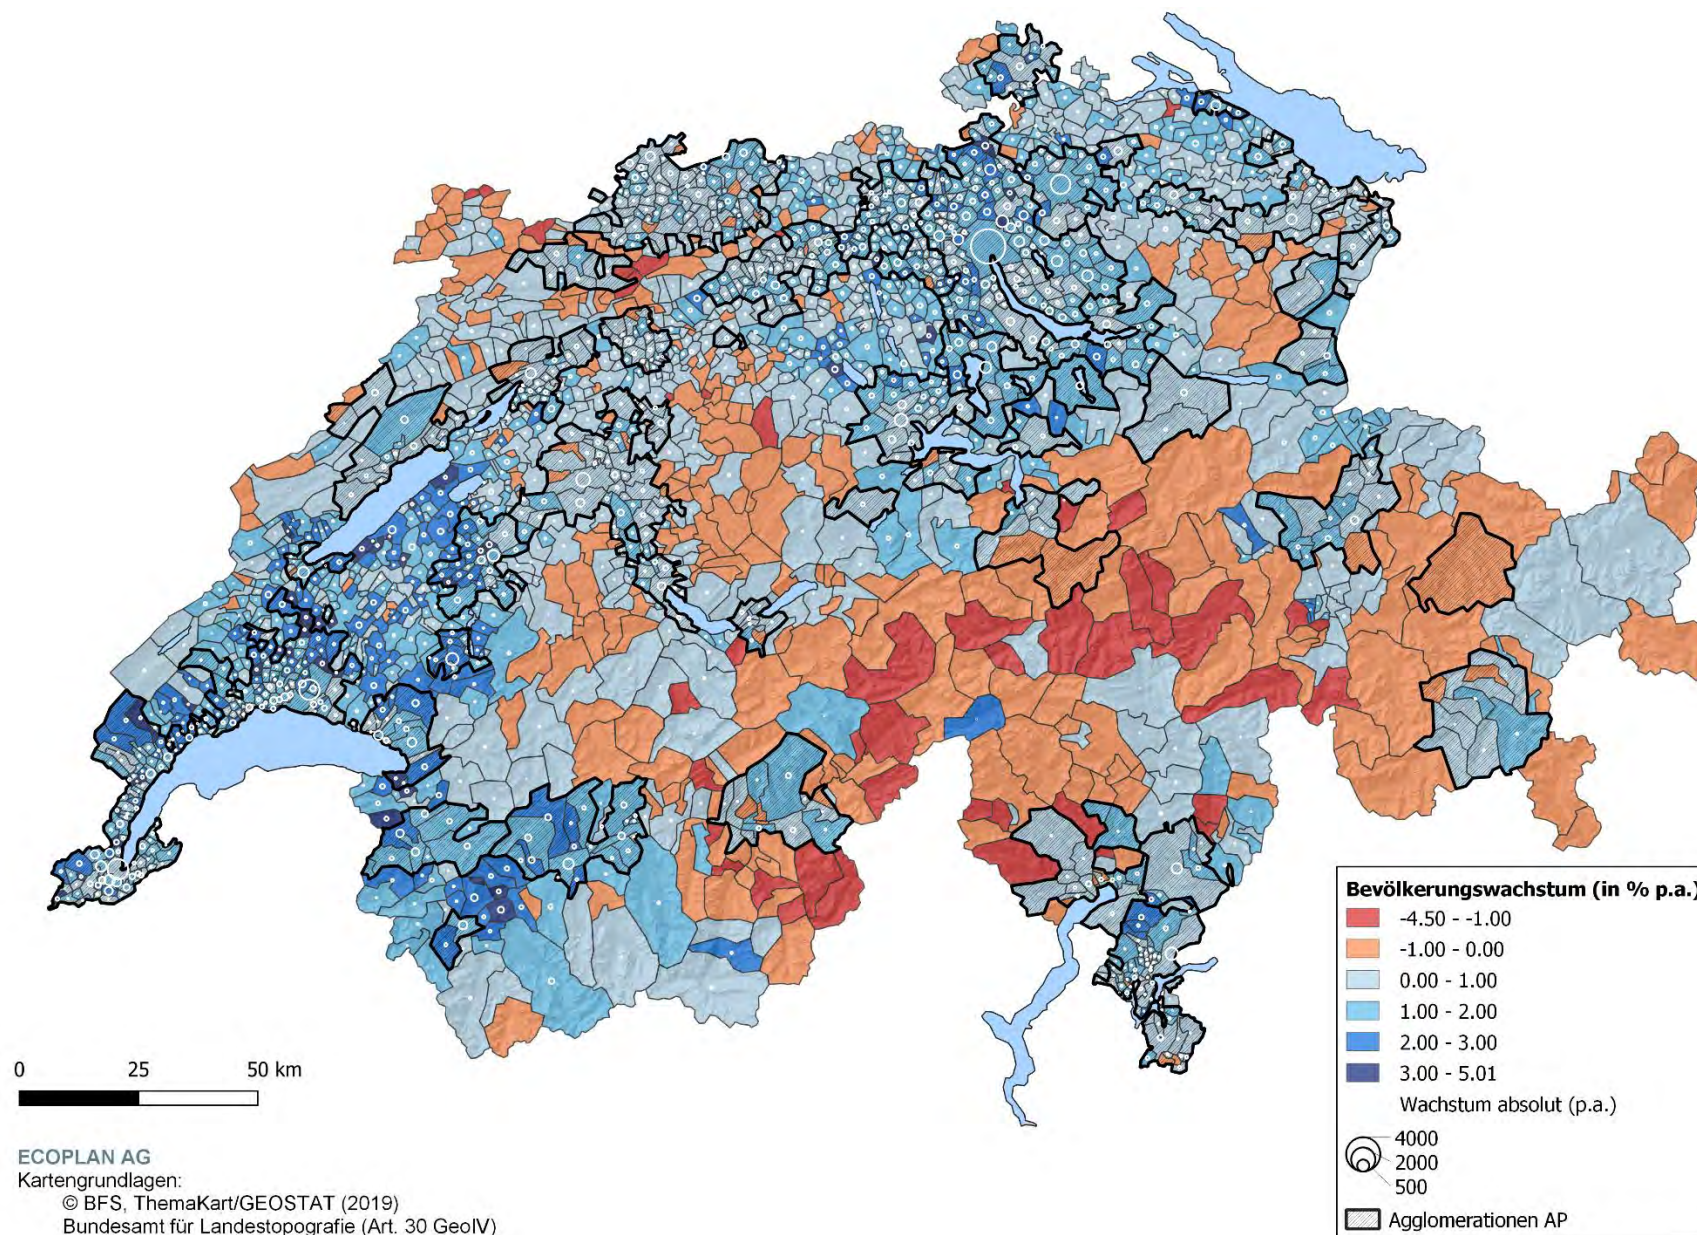 Bevölkerungswachstum (in % p.a.)
-4.50 - -1.00
-1.00 - 0.00
0.00 - 1.00
1.00 - 2.00
2.00 - 3.00
3.00 - 5.01
Wachstum absolut (p.a.)
4000
2000
500
Agglomerationen AP
0 25 50 km
ECOPLAN AG
Kartengrundlagen:
© BFS, ThemaKart/GEOSTAT (2019)
Bundesamt für Landestopografie (Art. 30 GeoIV)